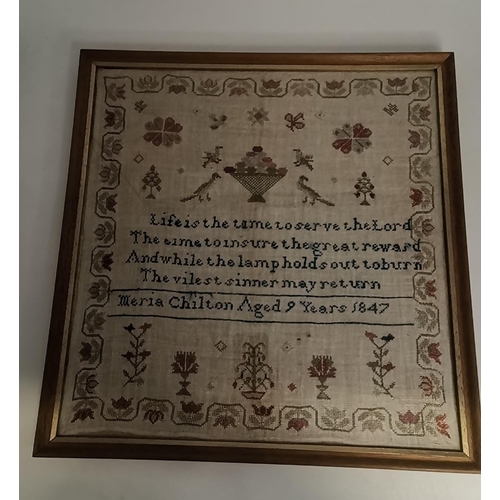 Life is the time to serve the Lord
The time to insure the great reward
And while the lamp holds out to burn
The vilest sinner may return
Meria Chilton Aged 9 Years 1847